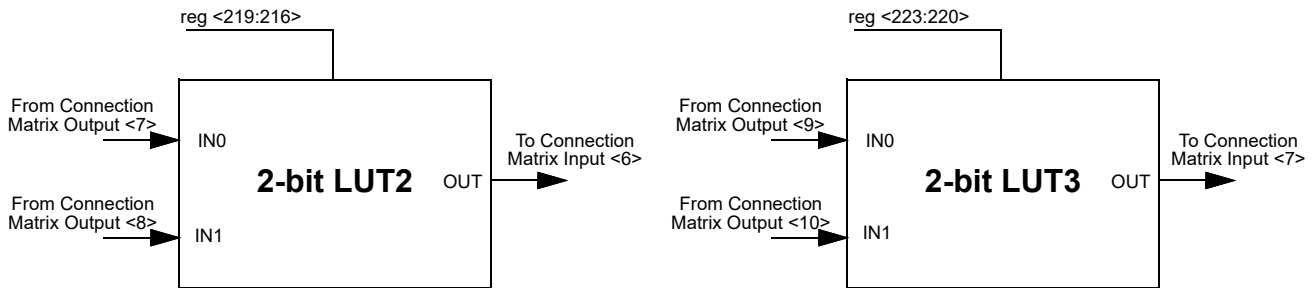 reg <219:216>
From Connection
Matrix Output <7>
IN0
2-bit LUT2
OUT
To Connection
Matrix Input <6>
From Connection
Matrix Output <8>
IN1
reg <223:220>
From Connection
Matrix Output <9>
IN0
2-bit LUT3
OUT
To Connection
Matrix Input <7>
From Connection
Matrix Output <10>
IN1